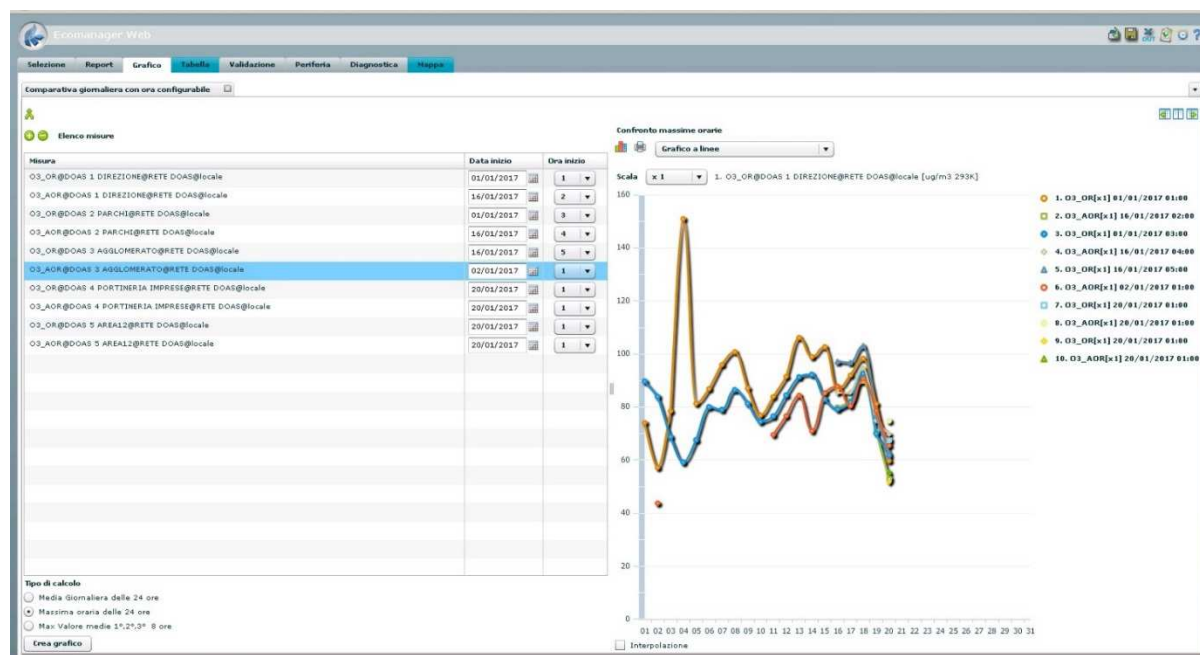 Ecomanager Web
Selezione Report Grafico Tabelle Validazione Periferia Diagnostica Mappa
Comparativa giornaliera con ora configurabile
Elenco misure
Misura Data inizio Ora inizio
O3_OR@DOAS 1 DIREZIONE@RETE DOAS@locale 01/01/2017 1
O3_AOR@DOAS 1 DIREZIONE@RETE DOAS@locale 16/01/2017 2
O3_OR@DOAS 2 PARCHI@RETE DOAS@locale 01/01/2017 3
O3_AOR@DOAS 2 PARCHI@RETE DOAS@locale 16/01/2017 4
O3_OR@DOAS 3 AGGLOMERATO@RETE DOAS@locale 16/01/2017 5
O3_AOR@DOAS 3 AGGLOMERATO@RETE DOAS@locale 02/01/2017 1
O3_OR@DOAS 4 PORTINERIA IMPRESE@RETE DOAS@locale 20/01/2017 1
O3_AOR@DOAS 4 PORTINERIA IMPRESE@RETE DOAS@locale 20/01/2017 1
O3_OR@DOAS 5 AREA12@RETE DOAS@locale 20/01/2017 1
O3_AOR@DOAS 5 AREA12@RETE DOAS@locale 20/01/2017 1
Tipo di calcolo
Media Giornaliera delle 24 ore
Massima oraria delle 24 ore
Max Valore medie 1°,2°,3° 8 ore
Crea grafico
Confronto massime orarie
Grafico a linee
Scala x 1 1. O3_OR@DOAS 1 DIREZIONE@RETE DOAS@locale [ug/m3 293K]
160
140
120
100
80
60
40
20
0
01 02 03 04 05 06 07 08 09 10 11 12 13 14 15 16 17 18 19 20 21 22 23 24 25 26 27 28 29 30 31
Interpolazione
1. O3_OR[x1] 01/01/2017 01:00
2. O3_AOR[x1] 16/01/2017 02:00
3. O3_OR[x1] 01/01/2017 03:00
4. O3_AOR[x1] 16/01/2017 04:00
5. O3_OR[x1] 16/01/2017 05:00
6. O3_AOR[x1] 02/01/2017 01:00
7. O3_OR[x1] 20/01/2017 01:00
8. O3_AOR[x1] 20/01/2017 01:00
9. O3_OR[x1] 20/01/2017 01:00
10. O3_AOR[x1] 20/01/2017 01:00